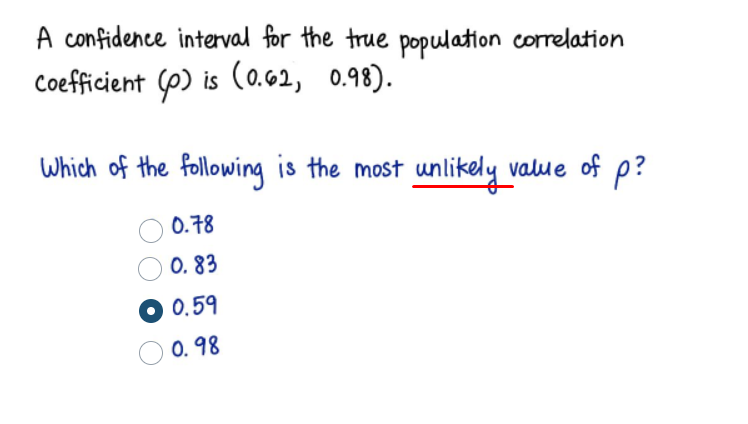 A confidence interval for the true population correlation
coefficient (ρ) is (0.62, 0.98).
Which of the following is the most unlikely value of ρ?
0.78
0.83
0.59
0.98